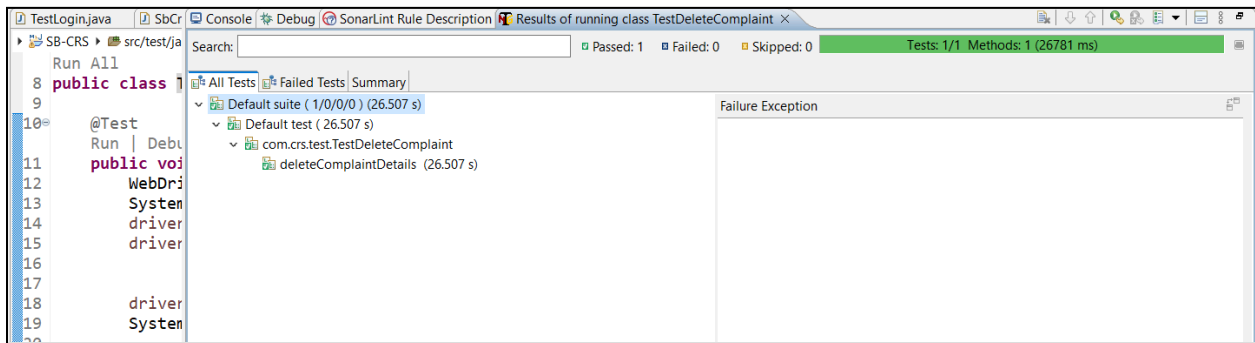 TestLogin.java SbCr Console Debug SonarLint Rule Description Results of running class TestDeleteComplaint ×
SB-CRS src/test/ja
Search: Passed: 1 Failed: 0 Skipped: 0 Tests: 1/1 Methods: 1 (26781 ms)
Run All
8 public class
All Tests Failed Tests Summary
9
Default suite ( 1/0/0/0 ) (26.507 s) Failure Exception
10 @Test
Default test ( 26.507 s)
Run | Debu
com.crs.test.TestDeleteComplaint
11 public voi
deleteComplaintDetails (26.507 s)
12 WebDri
13 System
14 driver
15 driver
16
17
18 driver
19 System